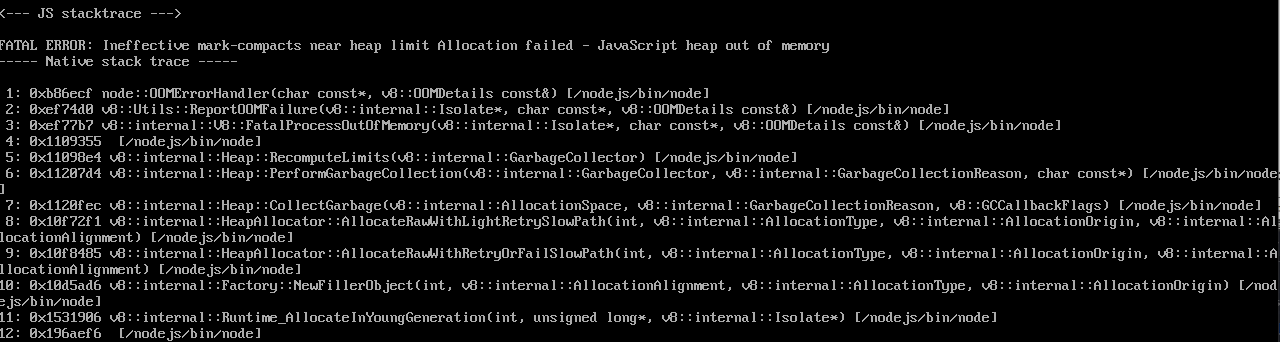 <--- JS stacktrace --->
FATAL ERROR: Ineffective mark-compacts near heap limit Allocation failed - JavaScript heap out of memory
----- Native stack trace -----
1: 0xb86ecf node::OOMErrorHandler(char const*, v8::OOMDetails const&) [/nodejs/bin/node]
2: 0xef74d0 v8::Utils::ReportOOMFailure(v8::internal::Isolate*, char const*, v8::OOMDetails const&) [/nodejs/bin/node]
3: 0xef77b7 v8::internal::V8::FatalProcessOutOfMemory(v8::internal::Isolate*, char const*, v8::OOMDetails const&) [/nodejs/bin/node]
4: 0x1109355  [/nodejs/bin/node]
5: 0x11098e4 v8::internal::Heap::RecomputeLimits(v8::internal::GarbageCollector) [/nodejs/bin/node]
6: 0x11207d4 v8::internal::Heap::PerformGarbageCollection(v8::internal::GarbageCollector, v8::internal::GarbageCollectionReason, char const*) [/nodejs/bin/node
]
7: 0x1120fec v8::internal::Heap::CollectGarbage(v8::internal::AllocationSpace, v8::internal::GarbageCollectionReason, v8::GCCallbackFlags) [/nodejs/bin/node]
8: 0x10f72f1 v8::internal::HeapAllocator::AllocateRawWithLightRetrySlowPath(int, v8::internal::AllocationType, v8::internal::AllocationOrigin, v8::internal::Al
locationAlignment) [/nodejs/bin/node]
9: 0x10f8485 v8::internal::HeapAllocator::AllocateRawWithRetryOrFailSlowPath(int, v8::internal::AllocationType, v8::internal::AllocationOrigin, v8::internal::A
llocationAlignment) [/nodejs/bin/node]
10: 0x10d5ad6 v8::internal::Factory::NewFillerObject(int, v8::internal::AllocationAlignment, v8::internal::AllocationType, v8::internal::AllocationOrigin) [/nod
ejs/bin/node]
11: 0x1531906 v8::internal::Runtime_AllocateInYoungGeneration(int, unsigned long*, v8::internal::Isolate*) [/nodejs/bin/node]
12: 0x196aef6  [/nodejs/bin/node]